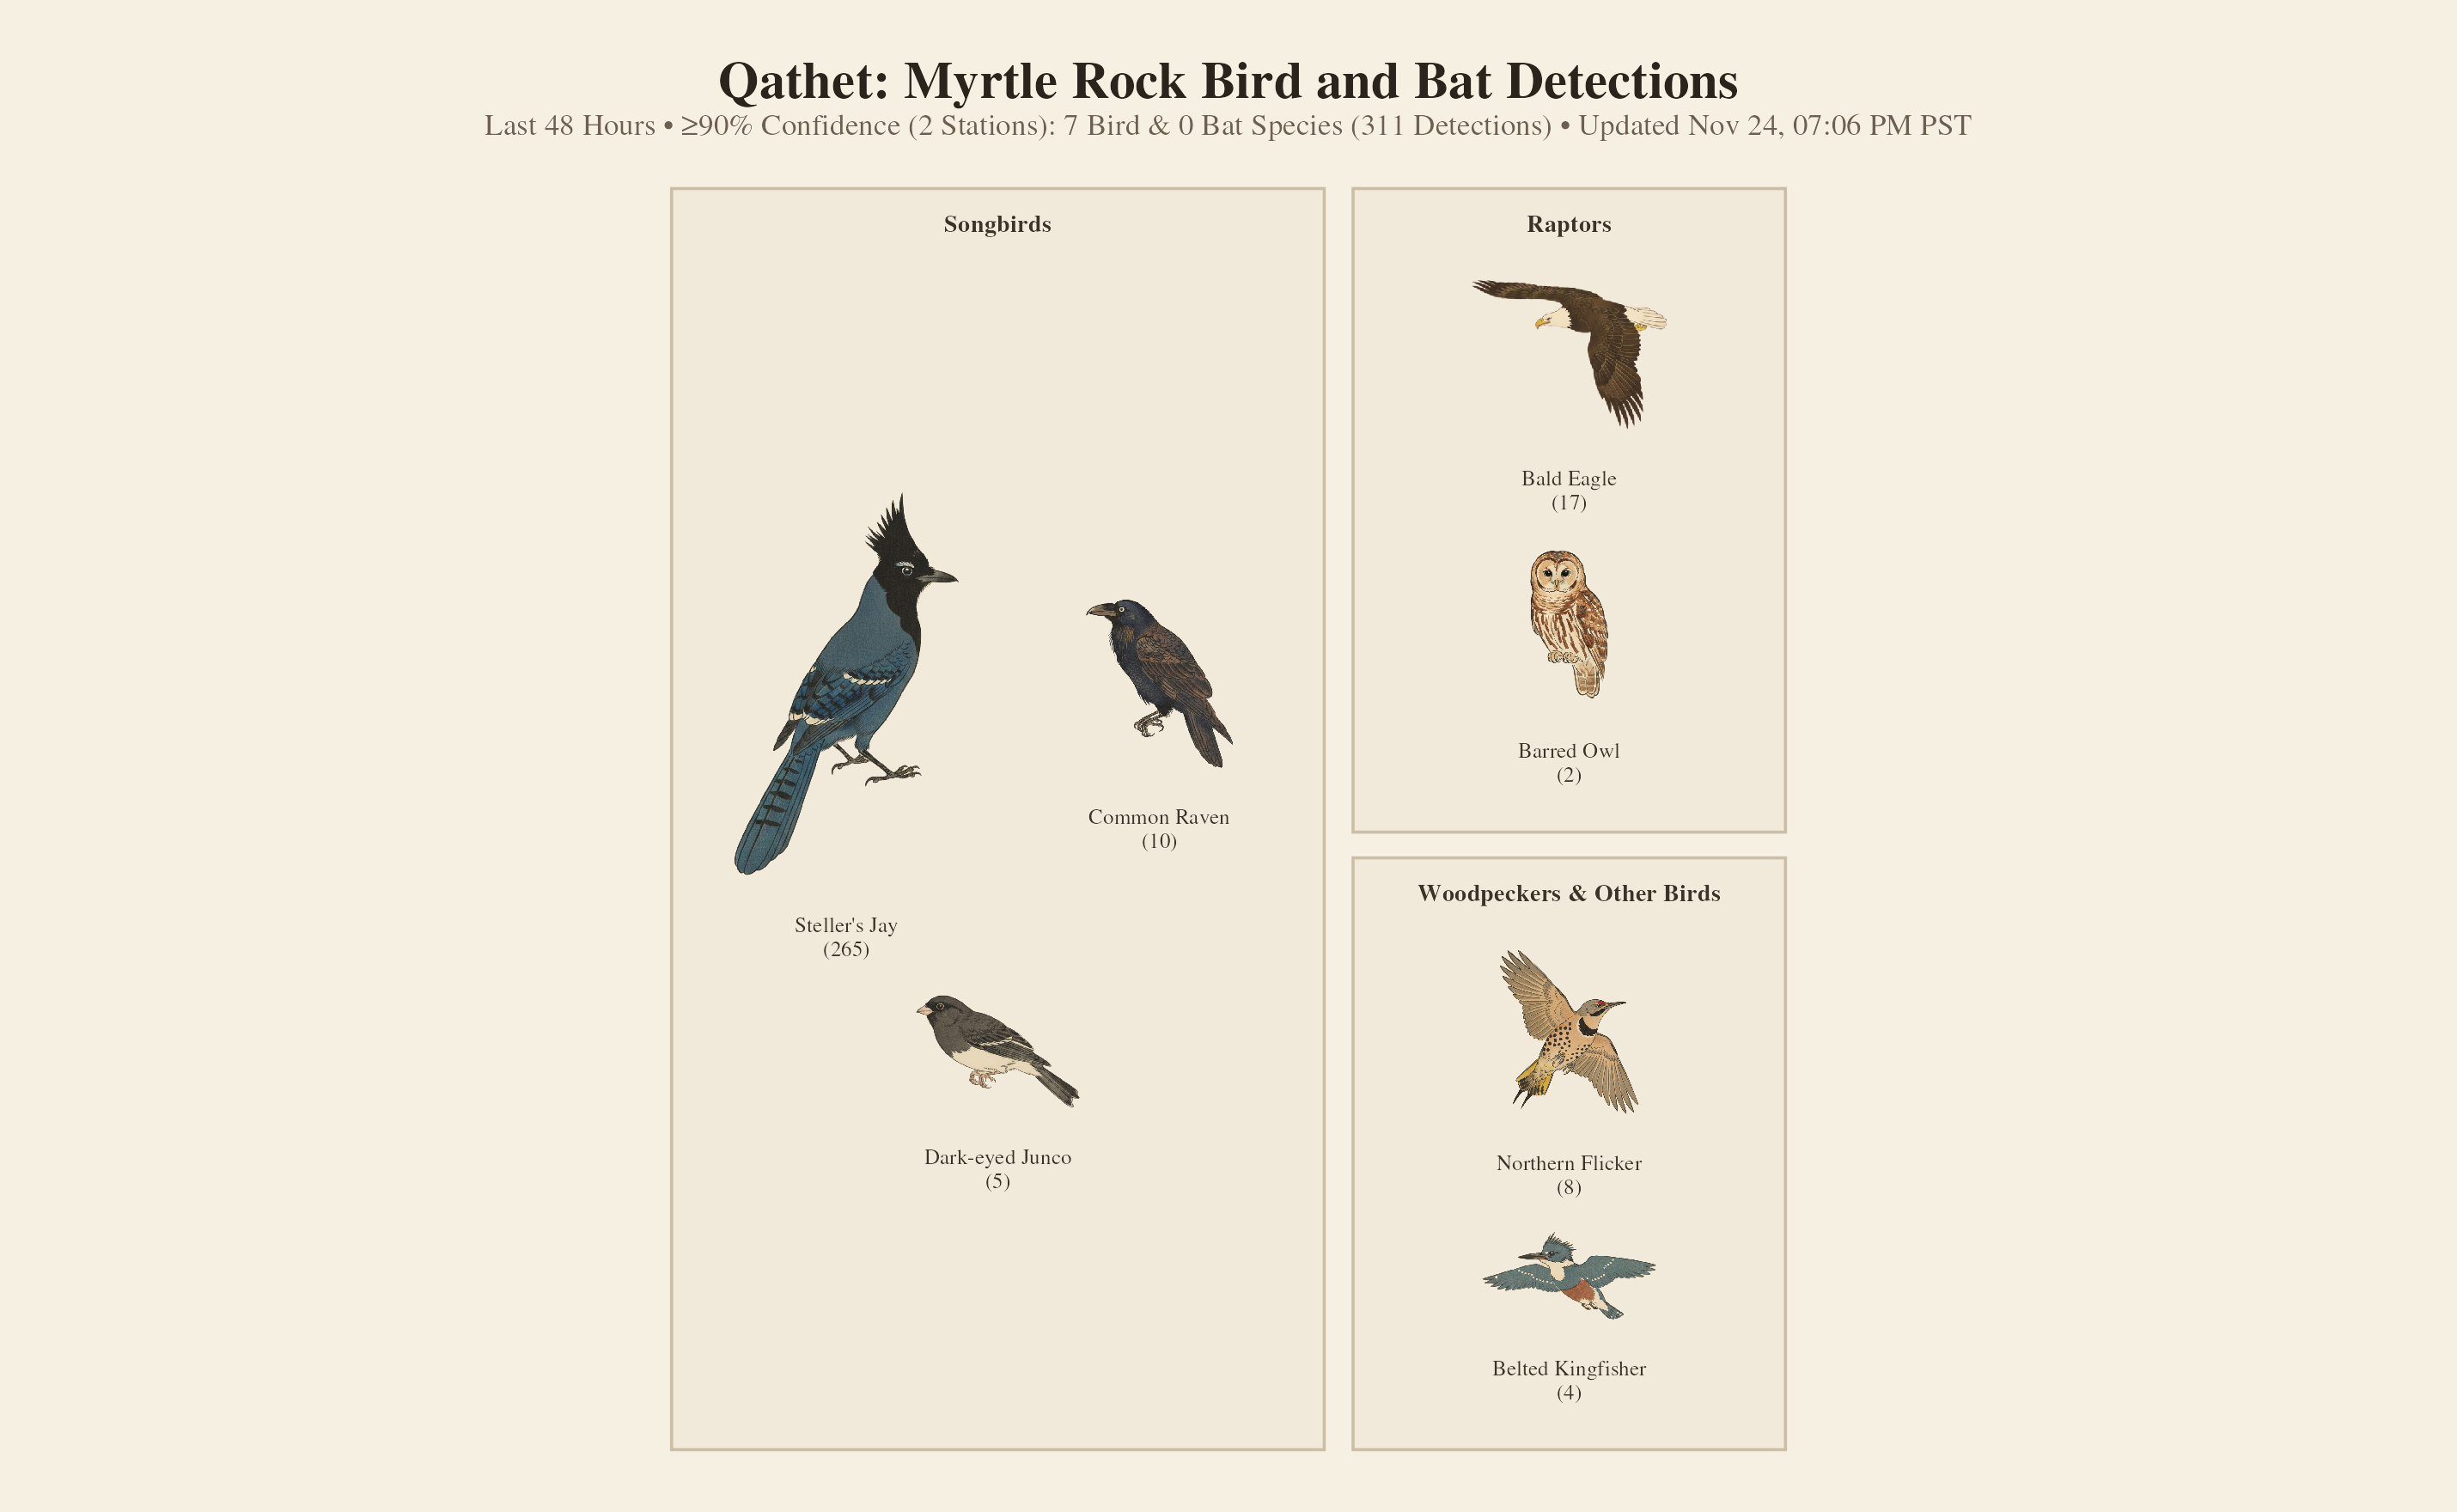 Qathet: Myrtle Rock Bird and Bat Detections
Last 48 Hours • ≥90% Confidence (2 Stations): 7 Bird & 0 Bat Species (311 Detections) • Updated Nov 24, 07:06 PM PST
Songbirds
Steller's Jay
(265)
Common Raven
(10)
Dark-eyed Junco
(5)
Raptors
Bald Eagle
(17)
Barred Owl
(2)
Woodpeckers & Other Birds
Northern Flicker
(8)
Belted Kingfisher
(4)